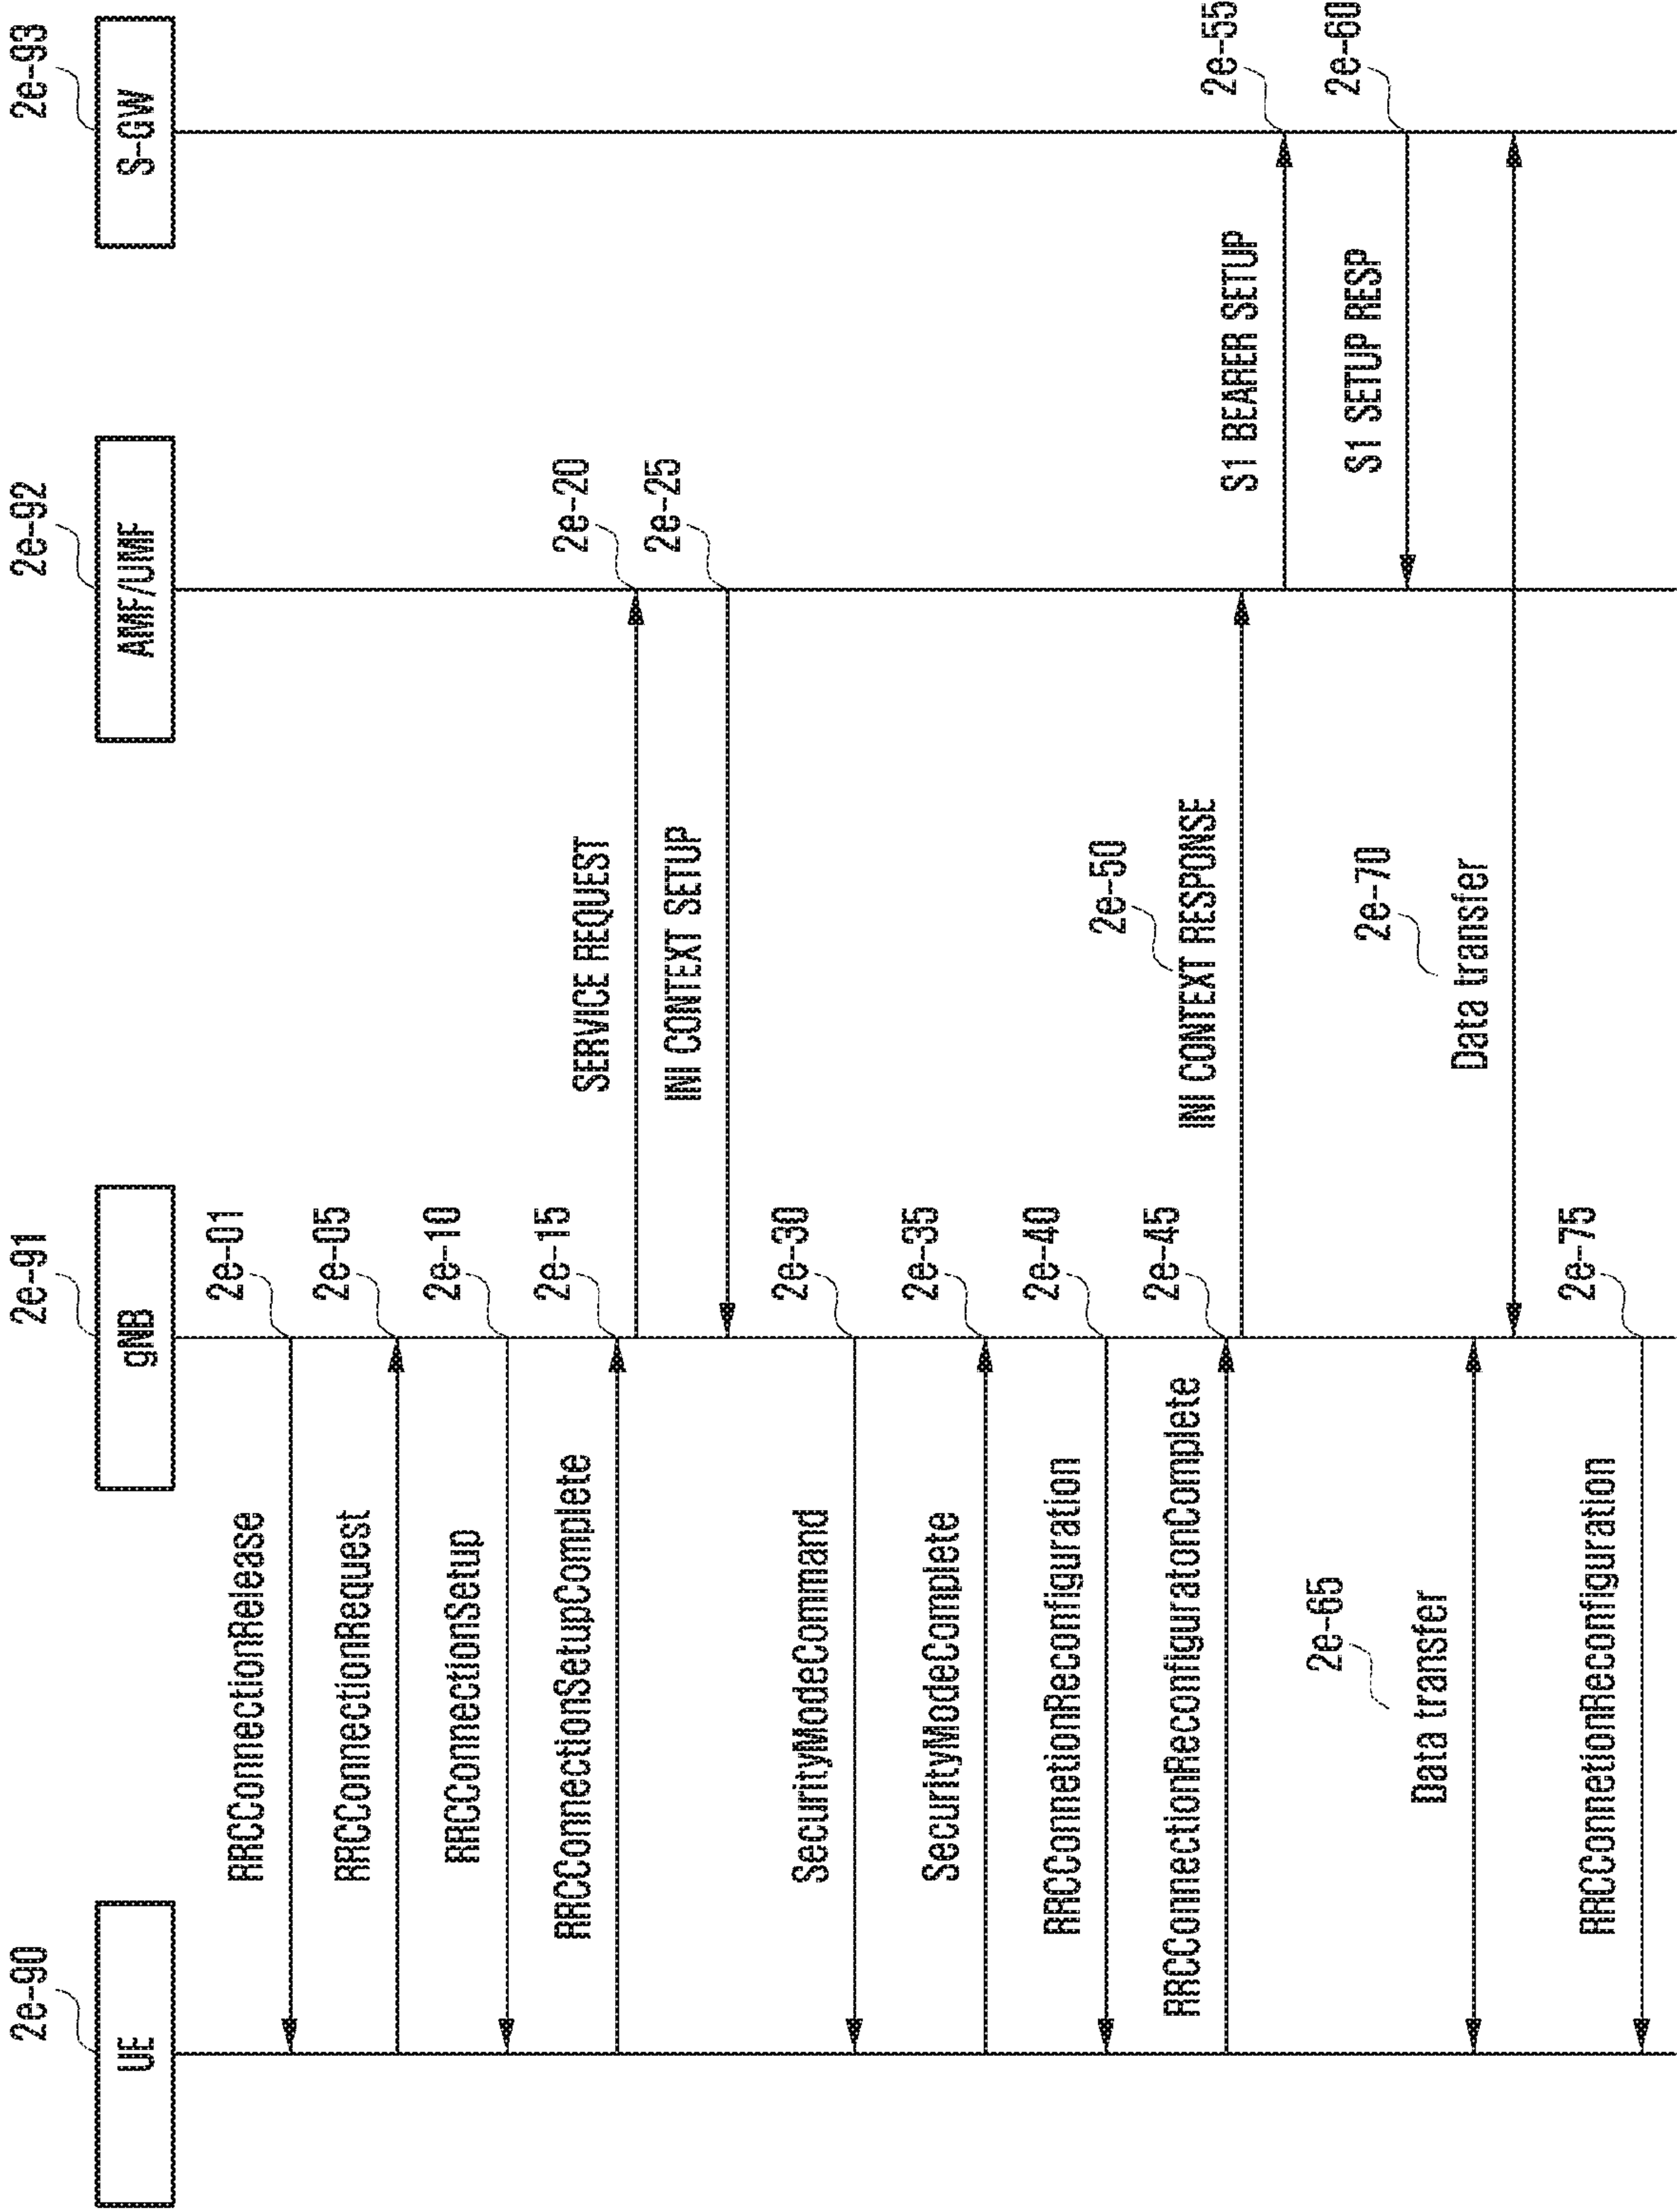 2e-90
2e-91
2e-92
2e-93
UE
gNB
AMF/UMF
S-GW
RRCConnectionRelease
2e-01
RRCConnectionRequest
2e-05
RRCConnectionSetup
2e-10
RRCConnectionSetupComplete
2e-15
SERVICE REQUEST
2e-20
INI CONTEXT SETUP
2e-25
SecurityModeCommand
2e-30
SecurityModeComplete
2e-35
RRCConnetionReconfiguration
2e-40
RRCConnectionReconfiguratonComplete
2e-45
2e-50
INI CONTEXT RESPONSE
S1 BEARER SETUP
2e-55
S1 SETUP RESP
2e-60
2e-65
Data transfer
2e-70
Data transfer
RRCConnetionReconfiguration
2e-75